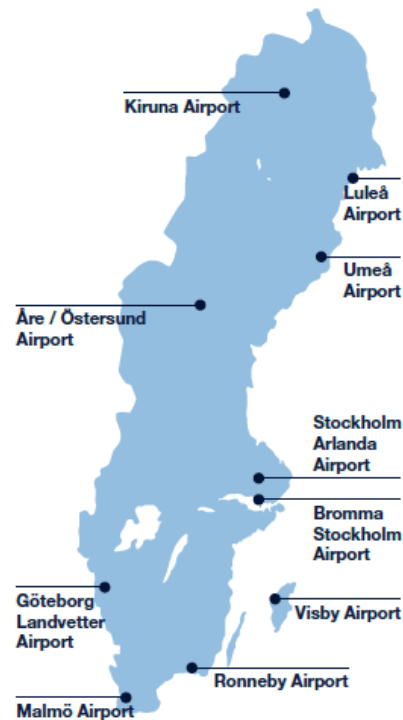 Kiruna Airport
Luleå
Airport
Umeå
Airport
Åre / Östersund
Airport
Stockholm
Arlanda
Airport
Bromma
Stockholm
Airport
Göteborg
Landvetter
Airport
Visby Airport
Ronneby Airport
Malmö Airport